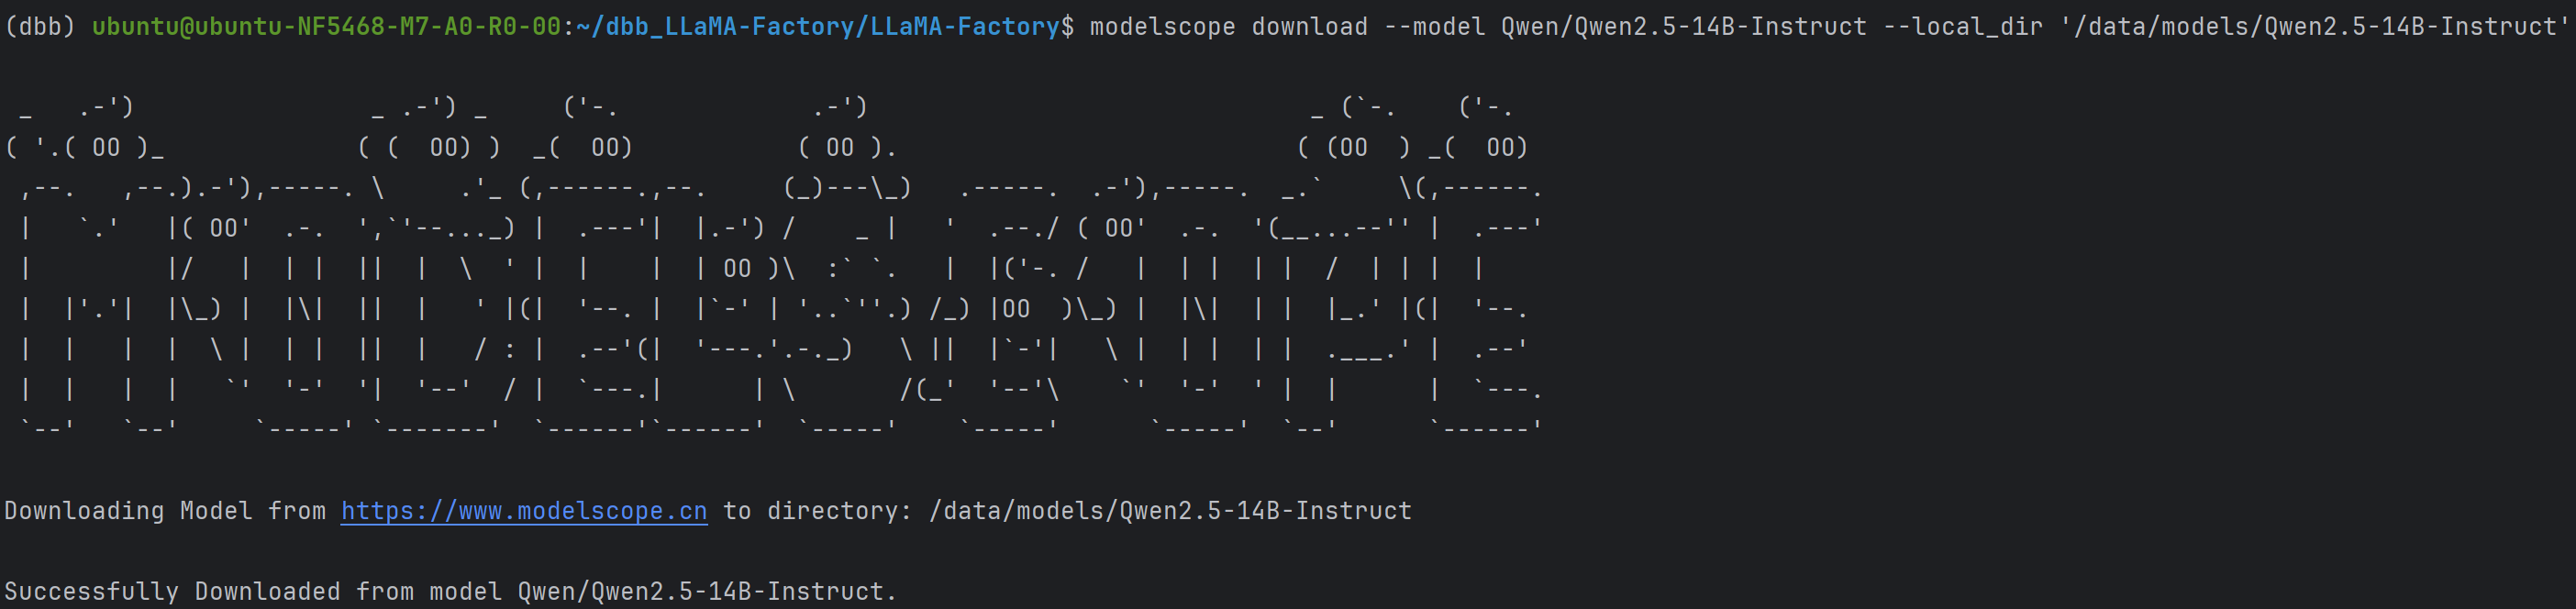 (dbb) ubuntu@ubuntu-NF5468-M7-A0-R0-00:~/dbb_LLaMA-Factory/LLaMA-Factory$ modelscope download --model Qwen/Qwen2.5-14B-Instruct --local_dir '/data/models/Qwen2.5-14B-Instruct'

 _   .-')                _ .-') _     ('-.             .-')                              _ (`-.    ('-.
( '.( OO )_             ( (  OO) )  _(  OO)           ( OO ).                           ( (OO  ) _(  OO)
 ,--.   ,--.).-'),-----. \     .'_ (,------.,--.     (_)---\_)   .-----.  .-'),-----.  _.`     \(,------.
 |   `.'   |( OO'  .-.  ',`'--..._) |  .---'|  |.-') /    _ |   '  .--./ ( OO'  .-.  '(__...--'' |  .---'
 |         |/   |  | |  ||  |  \  ' |  |    |  | OO )\  :` `.   |  |('-. /   |  | |  | |  /  | | |  |
 |  |'.'|  |\_) |  |\|  ||  |   ' |(|  '--. |  |`-' | '..`''.) /_) |OO  )\_) |  |\|  | |  |_.' |(|  '--.
 |  |   |  |  \ |  | |  ||  |   / : |  .--'(|  '---.'.-._)   \ ||  |`-'|   \ |  | |  | |  .___.' |  .--'
 |  |   |  |   `'  '-'  '|  '--'  / |  `---.|      | \       /(_'  '--'\    `'  '-'  ' |  |      |  `---.
 `--'   `--'     `-----' `-------'  `------'`------'  `-----'    `-----'      `-----'  `--'      `------'

Downloading Model from https://www.modelscope.cn to directory: /data/models/Qwen2.5-14B-Instruct

Successfully Downloaded from model Qwen/Qwen2.5-14B-Instruct.